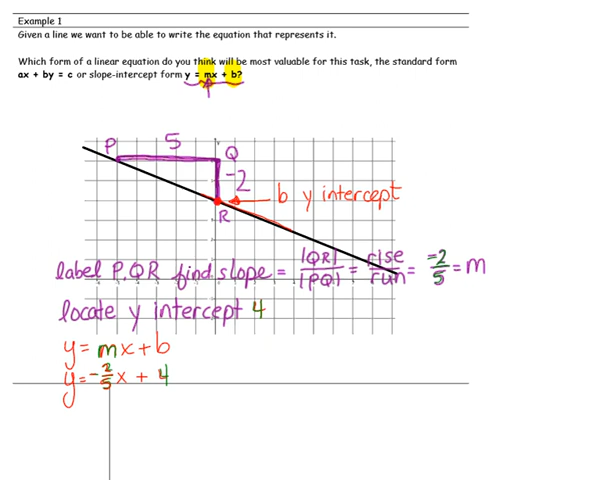 Example 1
Given a line we want to be able to write the equation that represents it.
Which form of a linear equation do you think will be most valuable for this task, the standard form
ax + by = c or slope-intercept form y = mx + b?
P 5 Q
-2
b y intercept
R
label P,QR find slope = |QR| / |PQ| = rise / run = -2/5 = m
locate y intercept 4
y = mx + b
y = -2/5 x + 4